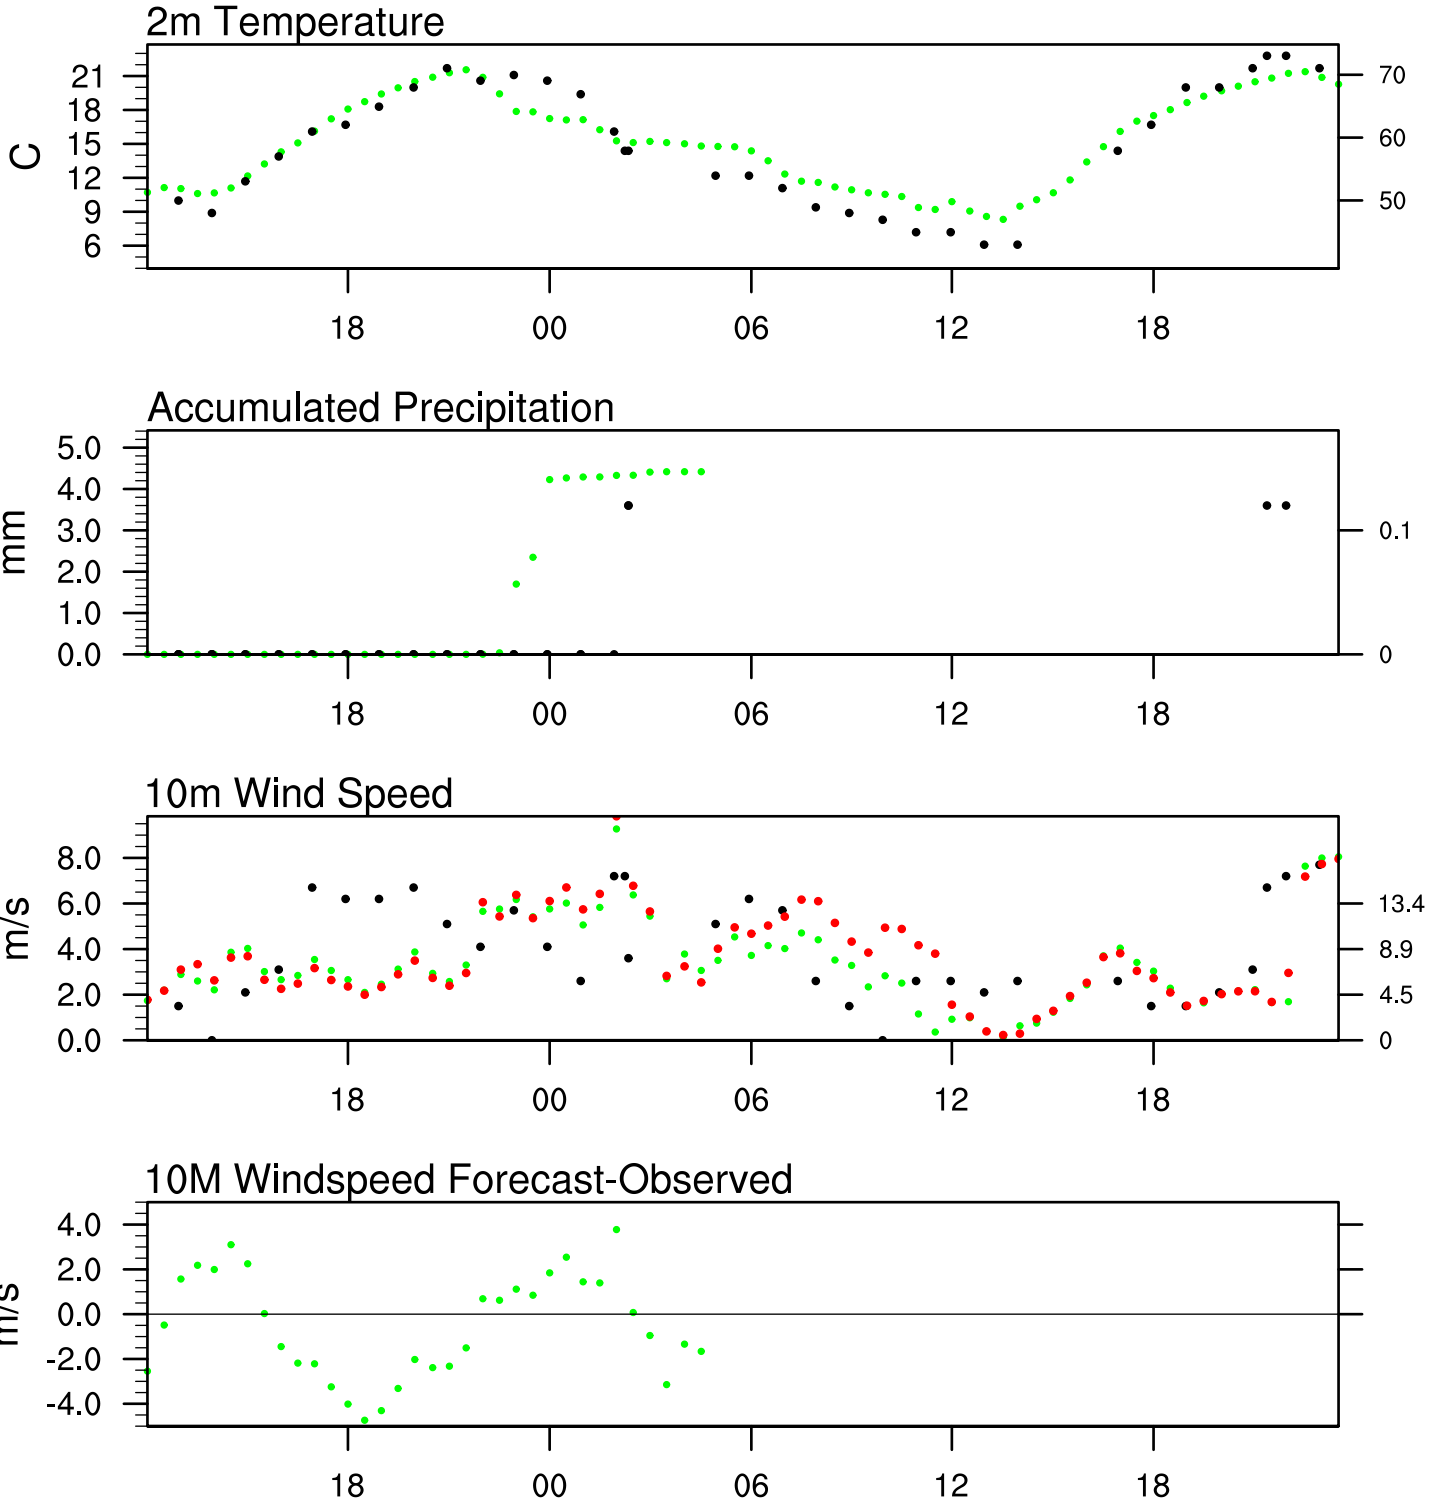 2m Temperature
21
18
15
12
9
6
C
70
60
50
18 00 06 12 18
Accumulated Precipitation
5.0
4.0
3.0
2.0
1.0
0.0
mm
0.1
0
18 00 06 12 18
10m Wind Speed
8.0
6.0
4.0
2.0
0.0
m/s
13.4
8.9
4.5
0
18 00 06 12 18
10M Windspeed Forecast-Observed
4.0
2.0
0.0
-2.0
-4.0
m/s
18 00 06 12 18